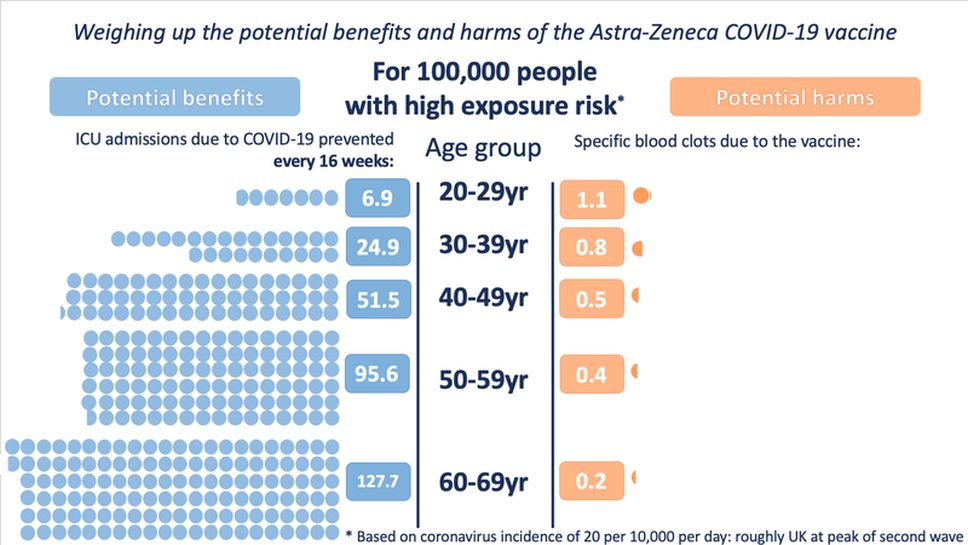 Weighing up the potential benefits and harms of the Astra-Zeneca COVID-19 vaccine
For 100,000 people
with high exposure risk*
Potential benefits
Potential harms
ICU admissions due to COVID-19 prevented
every 16 weeks:
Age group
Specific blood clots due to the vaccine:
6.9 20-29yr 1.1
24.9 30-39yr 0.8
51.5 40-49yr 0.5
95.6 50-59yr 0.4
127.7 60-69yr 0.2
* Based on coronavirus incidence of 20 per 10,000 per day: roughly UK at peak of second wave